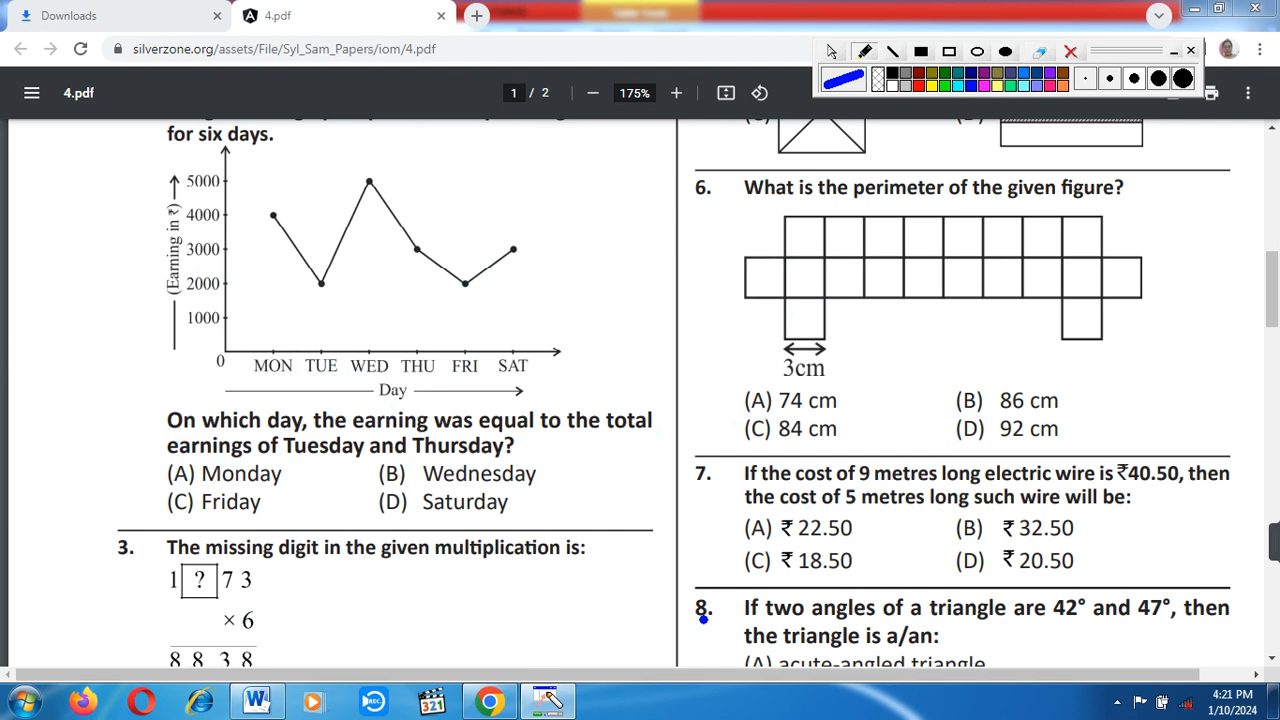 Downloads
4.pdf
silverzone.org/assets/File/Syl_Sam_Papers/iom/4.pdf
4.pdf
1 / 2
175%
for six days.
(Earning in ₹)
5000
4000
3000
2000
1000
0
MON TUE WED THU FRI SAT
Day
On which day, the earning was equal to the total
earnings of Tuesday and Thursday?
(A) Monday (B) Wednesday
(C) Friday (D) Saturday
3. The missing digit in the given multiplication is:
1 ? 7 3
× 6
8 8 3 8
6. What is the perimeter of the given figure?
3cm
(A) 74 cm (B) 86 cm
(C) 84 cm (D) 92 cm
7. If the cost of 9 metres long electric wire is ₹40.50, then
the cost of 5 metres long such wire will be:
(A) ₹ 22.50 (B) ₹ 32.50
(C) ₹ 18.50 (D) ₹ 20.50
8. If two angles of a triangle are 42° and 47°, then
the triangle is a/an:
(A) acute-angled triangle
REC
321
4:21 PM
1/10/2024